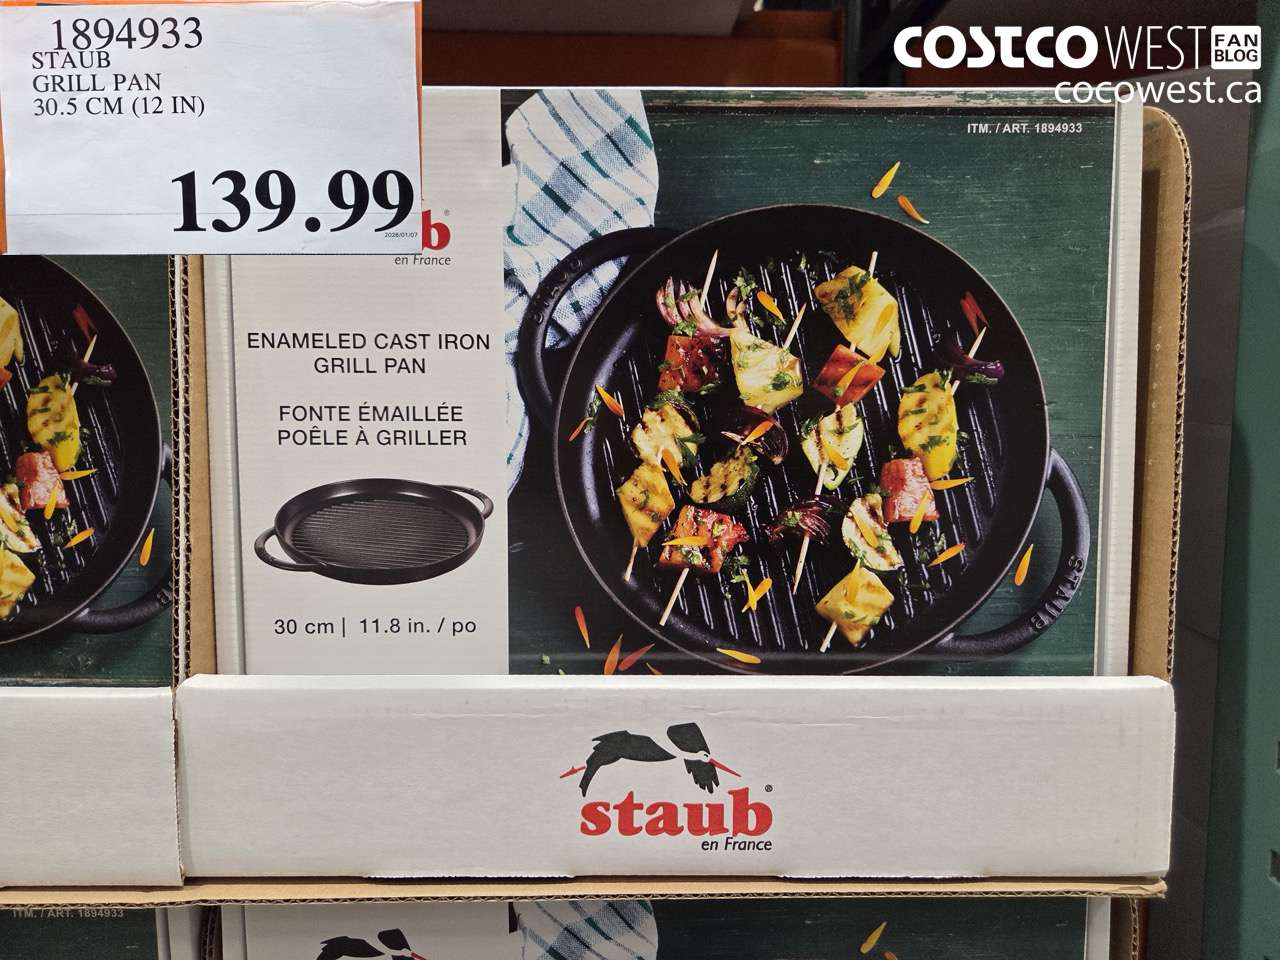 1894933
STAUB
GRILL PAN
30.5 CM (12 IN)
139.99
2026/01/07
COSTCO WEST FAN BLOG
cocowest.ca
ITM. / ART. 1894933
b®
en France
ENAMELED CAST IRON
GRILL PAN
FONTE ÉMAILLÉE
POÊLE À GRILLER
30 cm | 11.8 in. / po
STAUB
STAUB
staub®
en France
ITM. / ART. 1894933